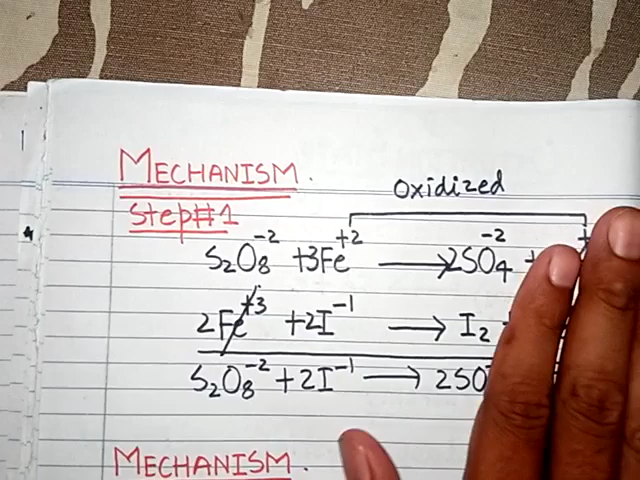 MECHANISM.
Step#1
Oxidized
S₂O₈⁻² +3Fe⁺² ⟶ 2SO₄⁻² + +
2Fe⁺³ +2I⁻¹ ⟶ I₂ +
S₂O₈⁻² + 2I⁻¹ ⟶ 2SO
MECHANISM.